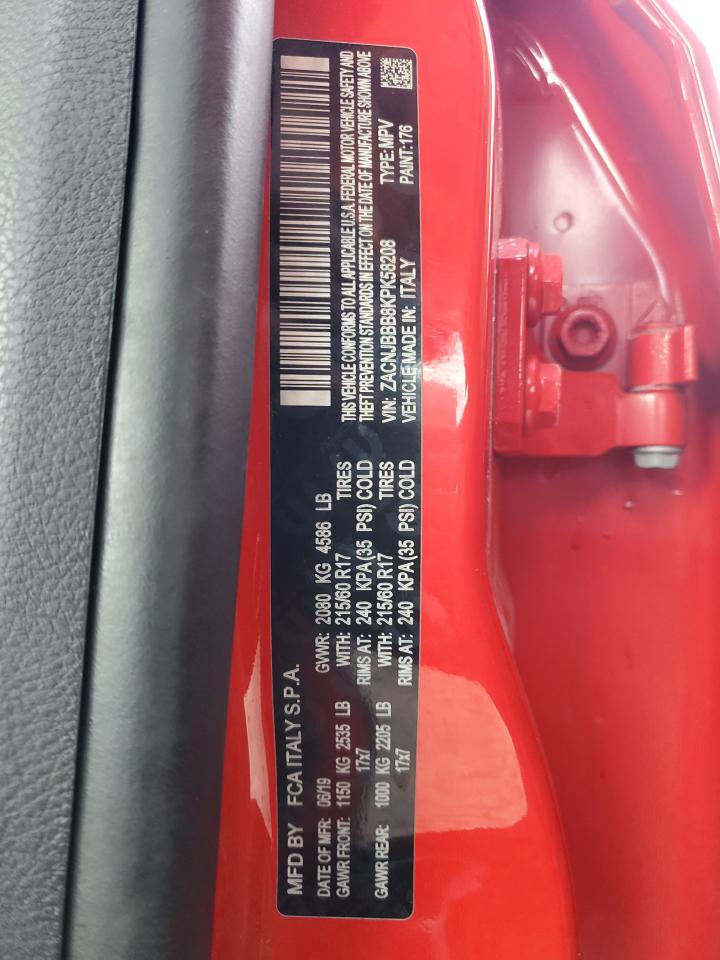 MFD BY FCA ITALY S.P.A.
DATE OF MFR: 06/19 GVWR: 2080 KG 4586 LB
GAWR FRONT: 1150 KG 2535 LB WITH: 215/60 R17 TIRES
17x7 RIMS AT: 240 KPA(35 PSI) COLD
GAWR REAR: 1000 KG 2205 LB WITH: 215/60 R17 TIRES
17x7 RIMS AT: 240 KPA(35 PSI) COLD
THIS VEHICLE CONFORMS TO ALL APPLICABLE U.S.A. FEDERAL MOTOR VEHICLE SAFETY AND
THEFT PREVENTION STANDARDS IN EFFECT ON THE DATE OF MANUFACTURE SHOWN ABOVE
VIN: ZACNJBBB8KPK58208 TYPE: MPV
VEHICLE MADE IN: ITALY PAINT: 176